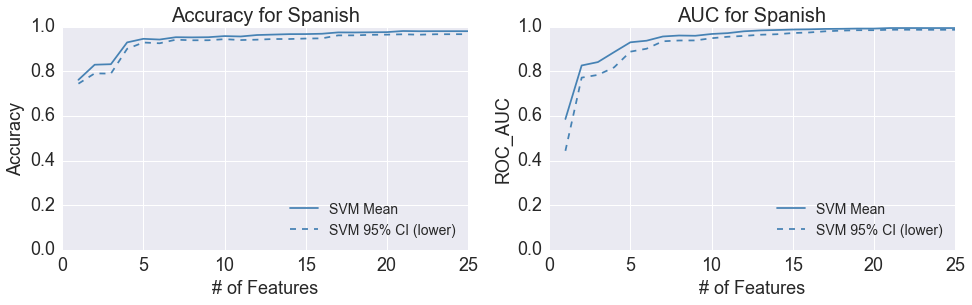 Accuracy for Spanish
1.0
0.8
0.6
0.4
0.2
0.0
Accuracy
SVM Mean
SVM 95% CI (lower)
0 5 10 15 20 25
# of Features
AUC for Spanish
1.0
0.8
0.6
0.4
0.2
0.0
ROC_AUC
SVM Mean
SVM 95% CI (lower)
0 5 10 15 20 25
# of Features